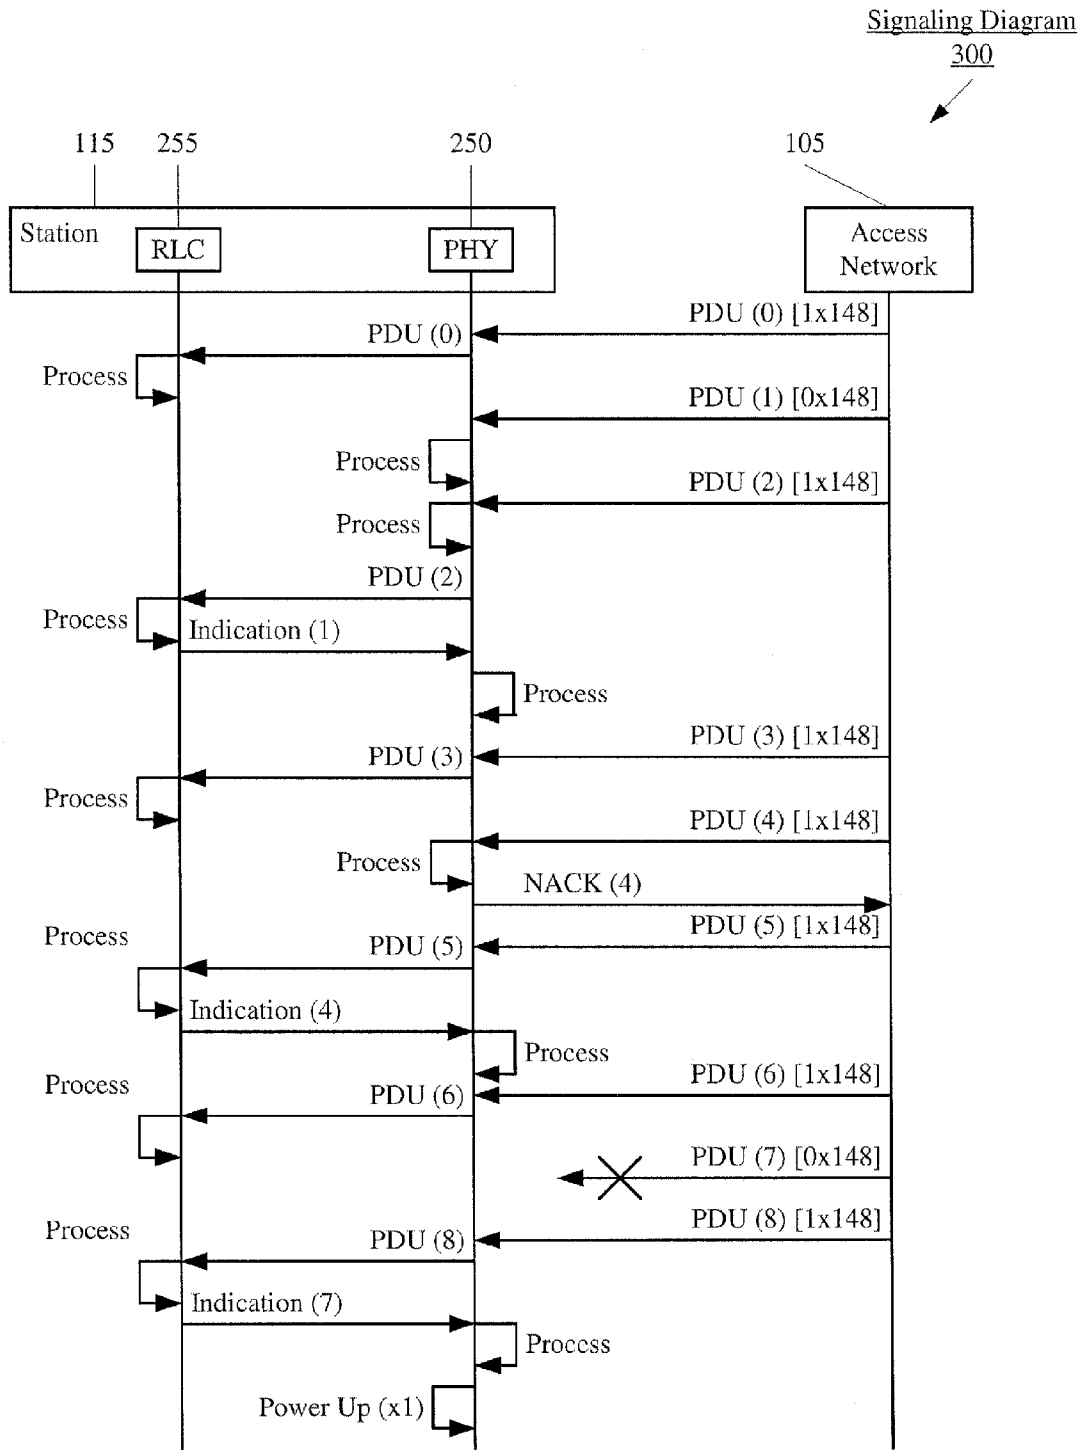 Signaling Diagram
300
115
255
250
105
Station
RLC
PHY
Access
Network
PDU (0) [1x148]
PDU (0)
Process
PDU (1) [0x148]
Process
PDU (2) [1x148]
Process
PDU (2)
Process
Indication (1)
Process
PDU (3) [1x148]
PDU (3)
Process
PDU (4) [1x148]
Process
NACK (4)
PDU (5) [1x148]
Process
PDU (5)
Indication (4)
Process
PDU (6) [1x148]
Process
PDU (6)
PDU (7) [0x148]
PDU (8) [1x148]
Process
PDU (8)
Indication (7)
Process
Power Up (x1)